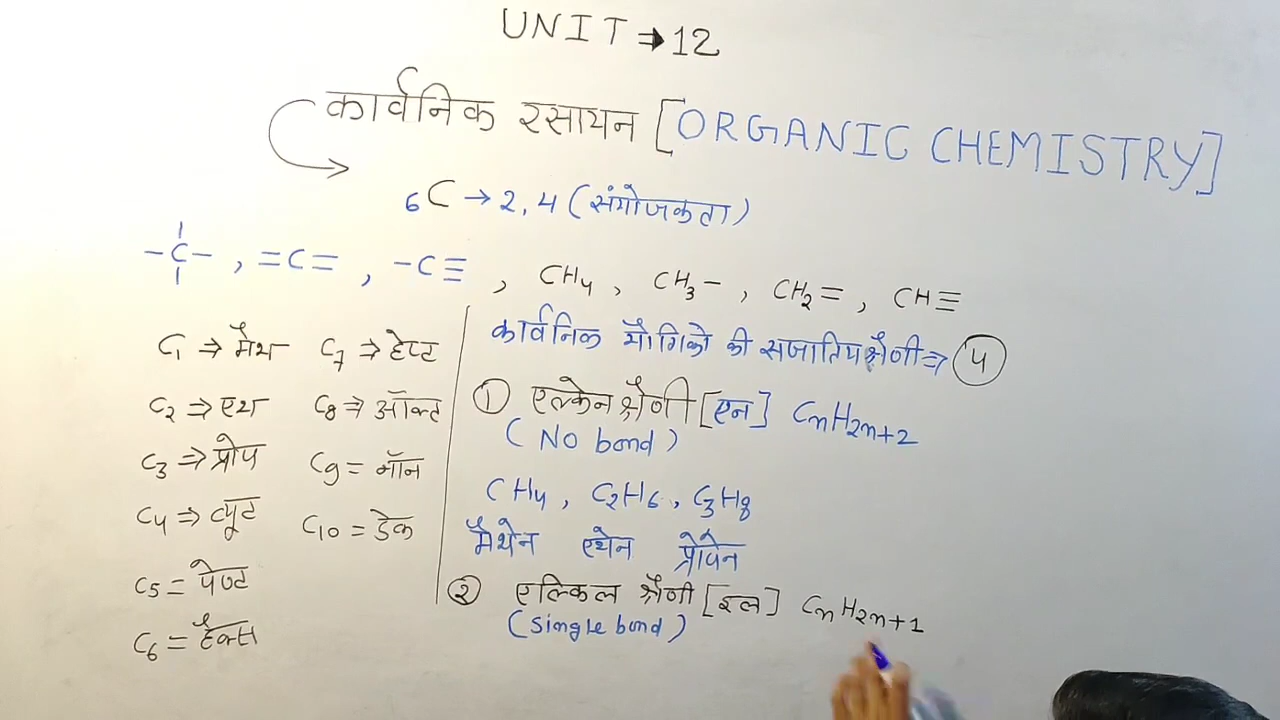 UNIT ⇒ 12
कार्वनिक रसायन [ORGANIC CHEMISTRY]
₆C → 2, 4 (संयोजकता)
-C-, =C=, -C≡, CH₄, CH₃-, CH₂=, CH≡
C₁ ⇒ मैथ
C₂ ⇒ एथ
C₃ ⇒ प्रोप
C₄ ⇒ व्यूट
C₅ = पेण्ट
C₆ = हैक्स
C₇ ⇒ हेप्ट
C₈ ⇒ ऑक्ट
C₉ = नॉन
C₁₀ = डेक
कार्वनिक यौगिको की सजातिय श्रेणी ⇒ (4)
① एल्केन श्रेणी [एन] CₙH₂ₙ₊₂
(No bond)
CH₄, C₂H₆, C₃H₈
मैथेन एथेन प्रोपेन
② एल्किल श्रेणी [इल] CₙH₂ₙ₊₁
(single bond)